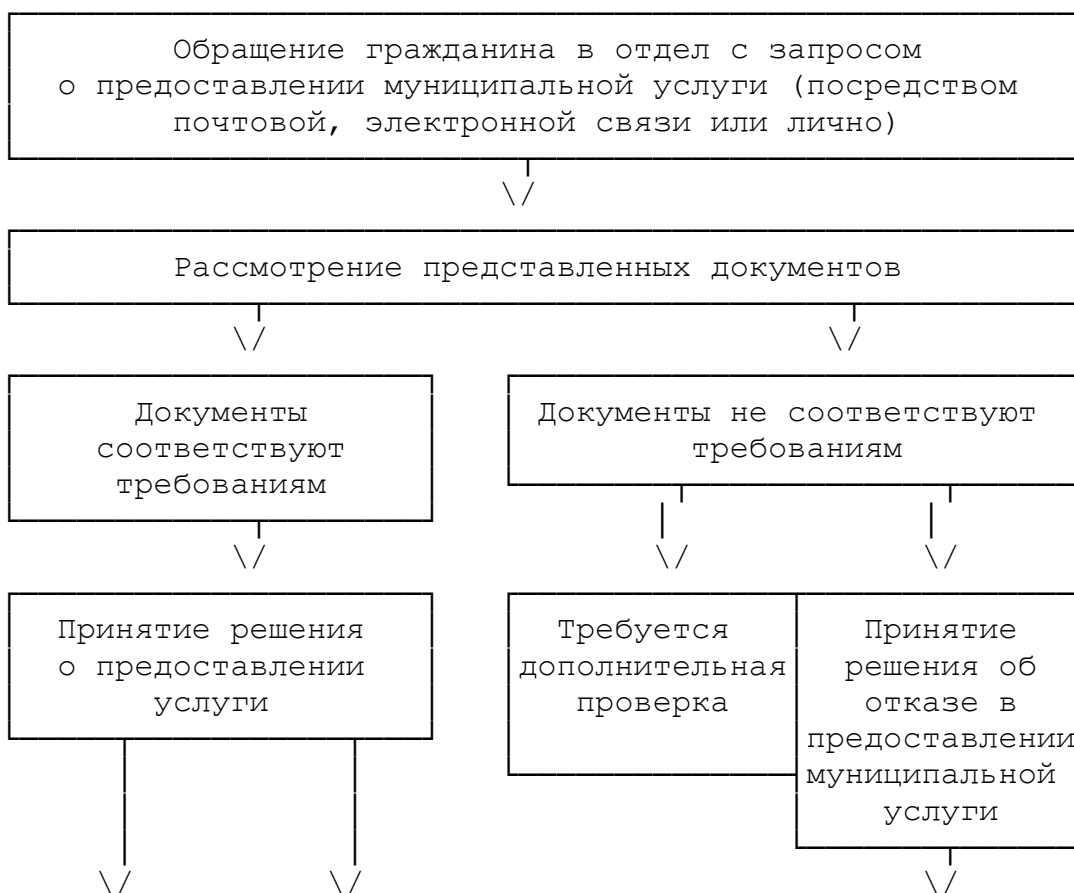 Обращение гражданина в отдел с запросом
о предоставлении муниципальной услуги (посредством
почтовой, электронной связи или лично)
Рассмотрение представленных документов
Документы
соответствуют
требованиям
Документы не соответствуют
требованиям
Принятие решения
о предоставлении
услуги
Требуется
дополнительная
проверка
Принятие
решения об
отказе в
предоставлении
муниципальной
услуги